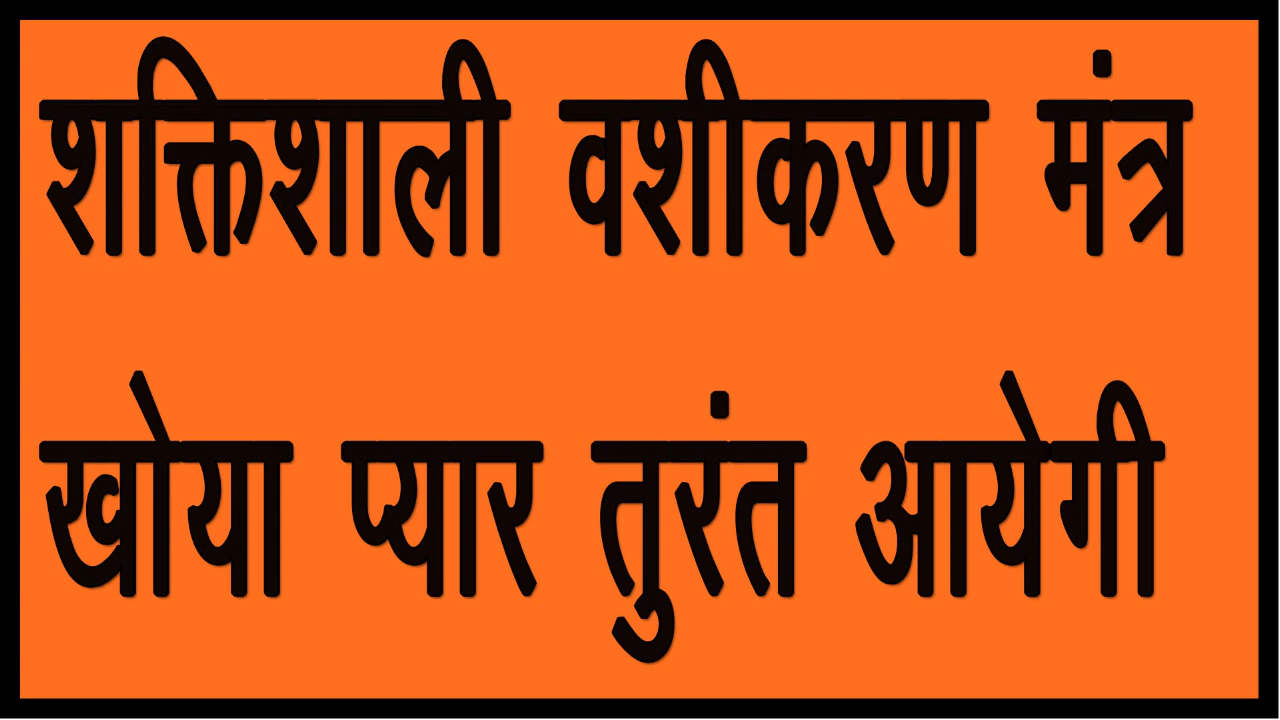 शक्तिशाली वशीकरण मंत्र
खोया प्यार तुरंत आयेगी